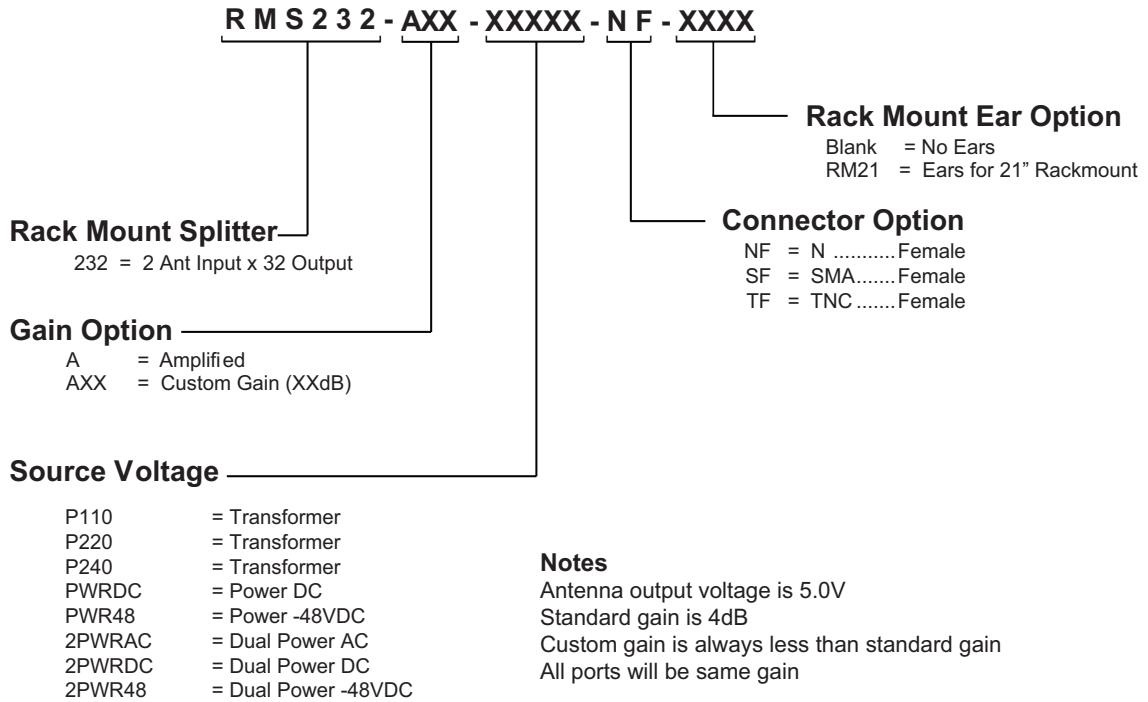 RMS232-AXX-XXXXX-NF-XXXX
Rack Mount Ear Option
Blank = No Ears
RM21 = Ears for 21” Rackmount
Connector Option
NF = N ...........Female
SF = SMA.......Female
TF = TNC .......Female
Rack Mount Splitter
232 = 2 Ant Input x 32 Output
Gain Option
A = Amplified
AXX = Custom Gain (XXdB)
Source Voltage
P110 = Transformer
P220 = Transformer
P240 = Transformer
PWRDC = Power DC
PWR48 = Power -48VDC
2PWRAC = Dual Power AC
2PWRDC = Dual Power DC
2PWR48 = Dual Power -48VDC
Notes
Antenna output voltage is 5.0V
Standard gain is 4dB
Custom gain is always less than standard gain
All ports will be same gain